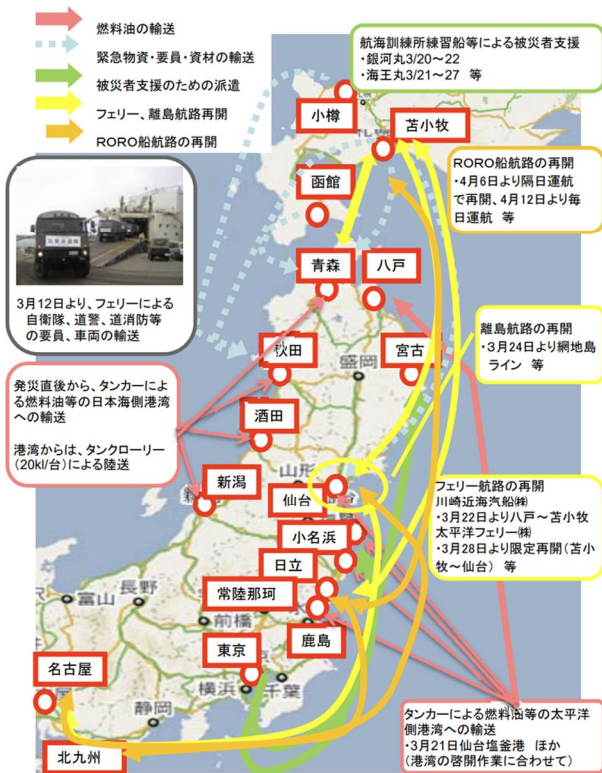 燃料油の輸送
緊急物資・要員・資材の輸送
被災者支援のための派遣
フェリー、離島航路再開
RORO船航路の再開
航海訓練所練習船等による被災者支援
・銀河丸3/20～22
・海王丸3/21～27 等
小樽
苫小牧
函館
RORO船航路の再開
・4月6日より隔日運航
で再開、4月12日より毎
日運航 等
3月12日より、フェリーによる
自衛隊、道警、道消防等
の要員、車両の輸送
青森
八戸
離島航路の再開
・3月24日より網地島
ライン 等
秋田
宮古
盛岡
発災直後から、タンカーによ
る燃料油等の日本海側港湾
への輸送
港湾からは、タンクローリー
（20kl/台）による陸送
酒田
山形
新潟
仙台
フェリー航路の再開
川崎近海汽船㈱
・3月22日より八戸～苫小牧
太平洋フェリー㈱
・3月28日より限定再開（苫小
牧～仙台） 等
小名浜
日立
常陸那珂
鹿島
富山
長野
前橋
東京
横浜
千葉
名古屋
静岡
北九州
タンカーによる燃料油等の太平洋
側港湾への輸送
・3月21日仙台塩釜港 ほか
（港湾の啓開作業に合わせて）